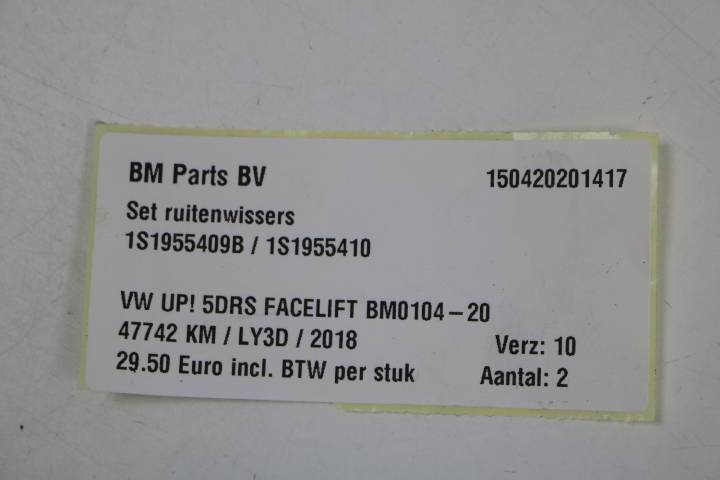 BM Parts BV 150420201417
Set ruitenwissers
1S1955409B / 1S1955410
VW UP! 5DRS FACELIFT BM0104-20
47742 KM / LY3D / 2018 Verz: 10
29.50 Euro incl. BTW per stuk Aantal: 2